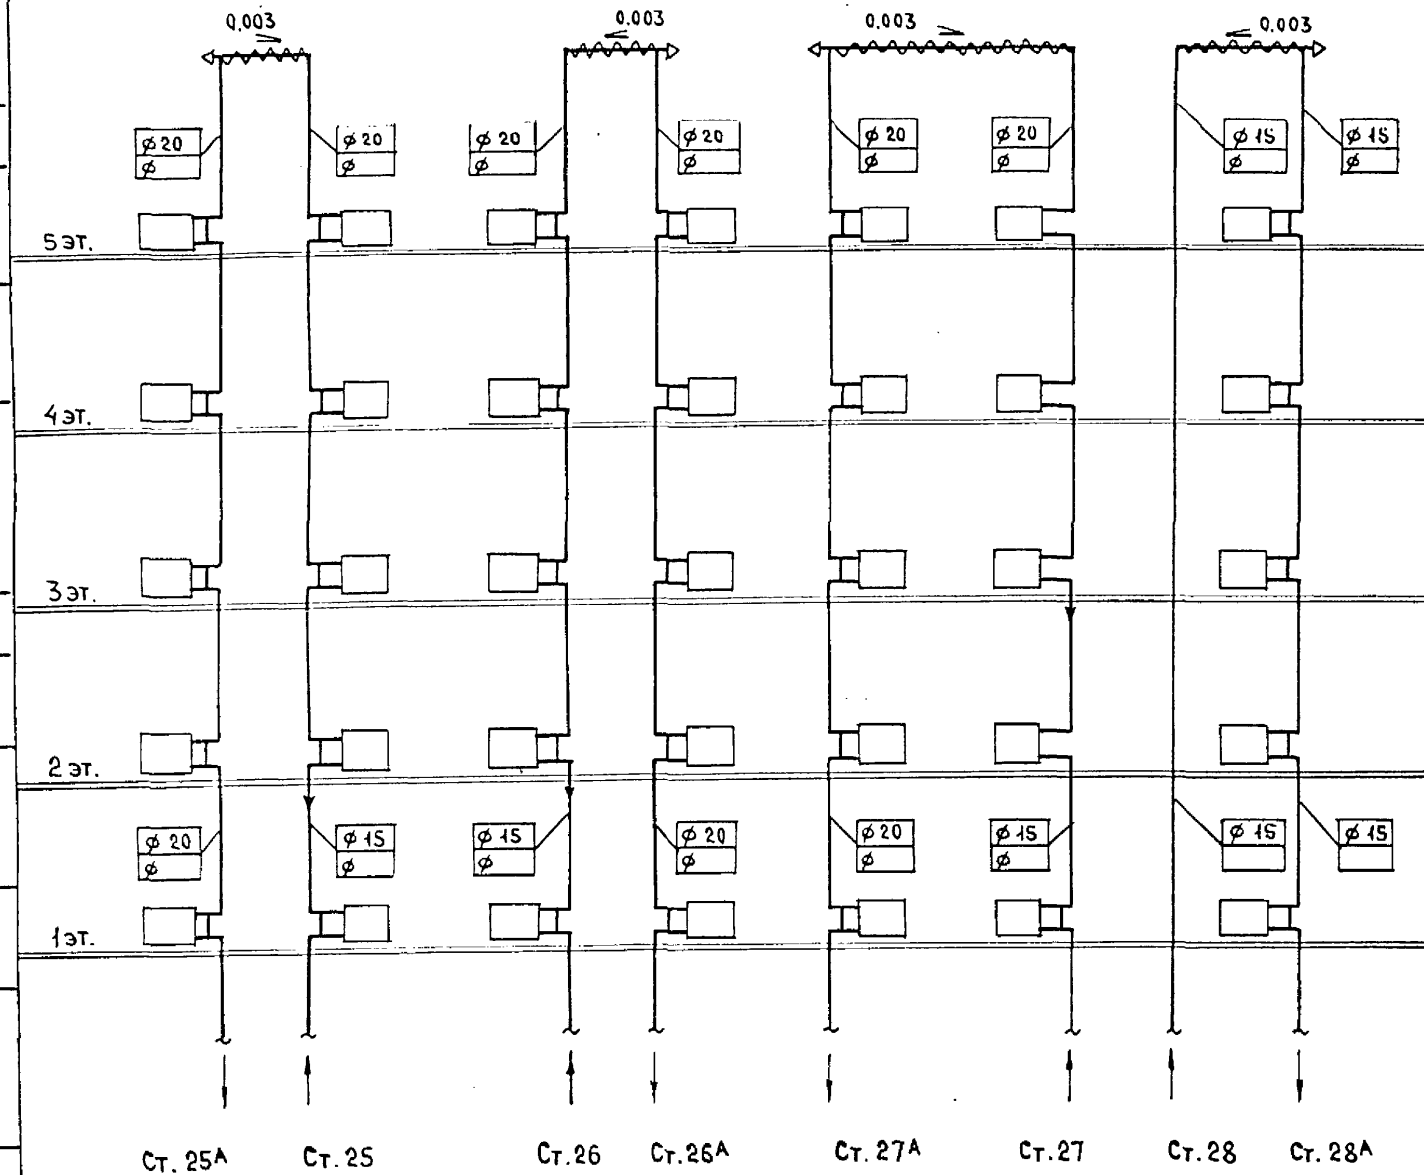 0.003 0.003 0.003 0.003
ø 20 ø 20 ø 20 ø 20 ø 20 ø 20 ø 15 ø 15
ø ø ø ø ø ø ø ø
5 эт.
4 эт.
3 эт.
2 эт.
ø 20 ø 15 ø 15 ø 20 ø 20 ø 15 ø 15 ø 15
ø ø ø ø ø ø
1 эт.
Ст. 25А Ст. 25 Ст. 26 Ст. 26А Ст. 27А Ст. 27 Ст. 28 Ст. 28А